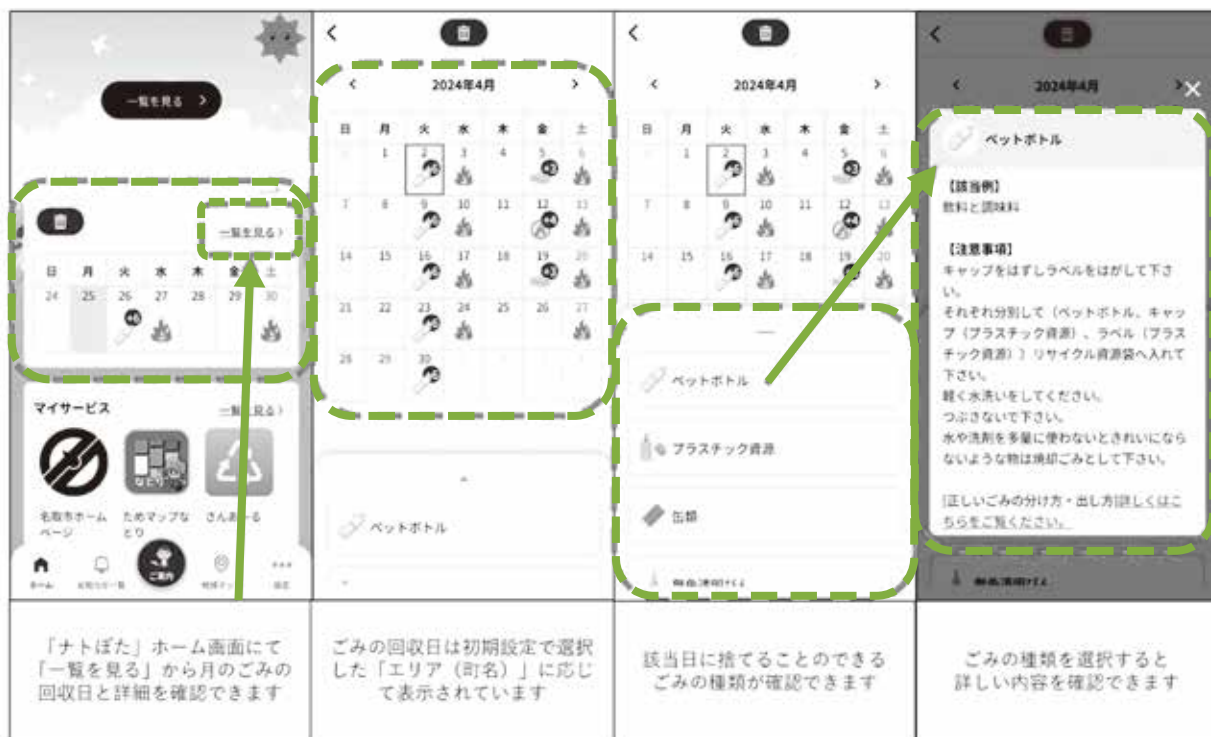 一覧を見る >
一覧を見る >
日 月 火 水 木 金 土
24 25 26 27 28 29 30
マイサービス
一覧を見る >
名取市ホーム
ページ
ためマップな
とり
さんあ〜る
ホーム
ご案内
「ナトぽた」ホーム画面にて
「一覧を見る」から月のごみの
回収日と詳細を確認できます
< 2024年4月 >
日 月 火 水 木 金 土
1 2 3 4 5 6
7 8 9 10 11 12 13
14 15 16 17 18 19 20
21 22 23 24 25 26 27
28 29 30
ペットボトル
ごみの回収日は初期設定で選択
した「エリア（町名）」に応じ
て表示されています
< 2024年4月 >
日 月 火 水 木 金 土
1 2 3 4 5 6
7 8 9 10 11 12 13
14 15 16 17 18 19 20
ペットボトル
プラスチック資源
缶類
該当日に捨てることのできる
ごみの種類が確認できます
< 2024年4月 > ×
ペットボトル
【該当例】
飲料と調味料
【注意事項】
キャップをはずしラベルをはがして下さ
い。
それぞれ分別して（ペットボトル、キャッ
プ（プラスチック資源）、ラベル（プラス
チック資源））リサイクル資源袋へ入れて
下さい。
軽く水洗いをしてください。
つぶさないで下さい。
水や洗剤を多量に使わないときれいになら
ないような物は焼却ごみとして下さい。
[正しいごみの分け方・出し方]詳しくはこ
ちらをご覧ください。
ごみの種類を選択すると
詳しい内容を確認できます